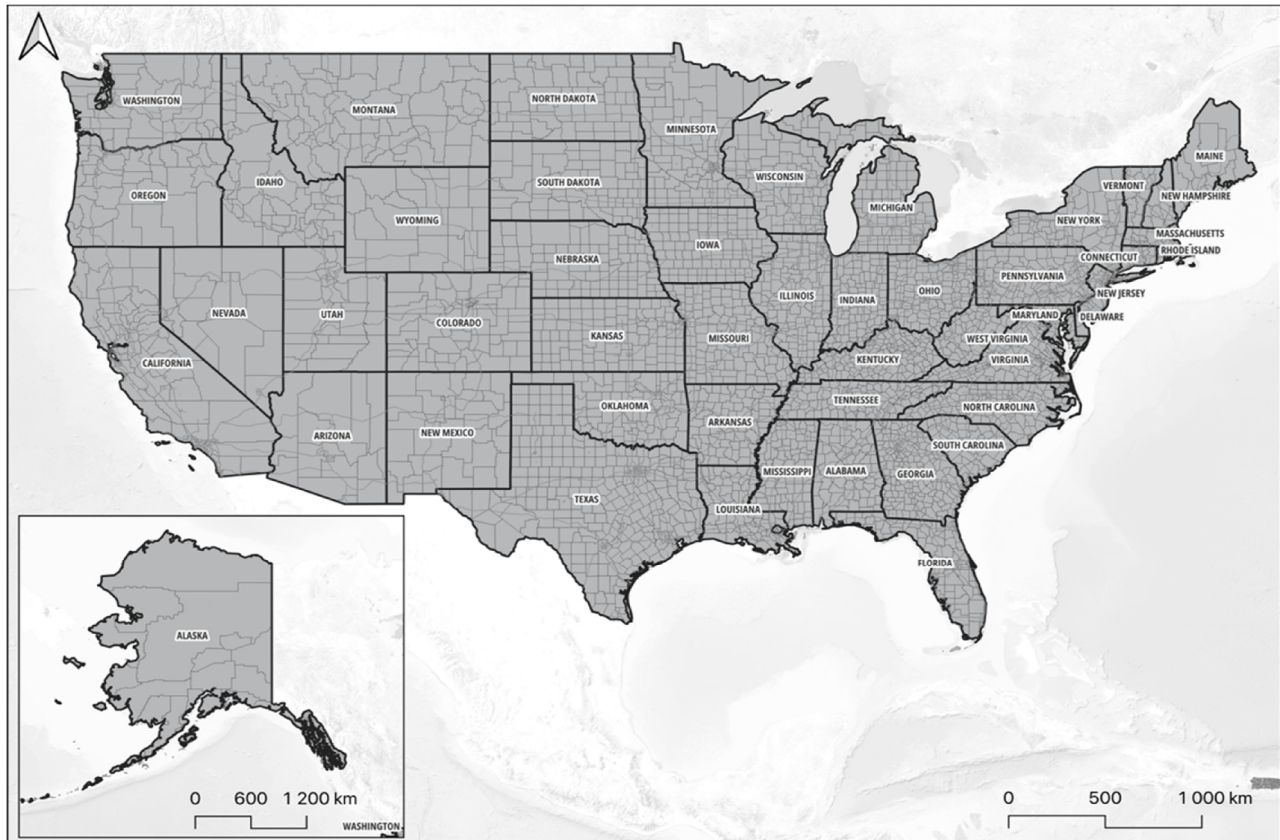 WASHINGTON
MONTANA
NORTH DAKOTA
MINNESOTA
MAINE
OREGON
IDAHO
SOUTH DAKOTA
WISCONSIN
VERMONT
NEW HAMPSHIRE
WYOMING
MICHIGAN
NEW YORK
MASSACHUSETTS
IOWA
RHODE ISLAND
NEBRASKA
CONNECTICUT
PENNSYLVANIA
NEVADA
UTAH
COLORADO
ILLINOIS
INDIANA
OHIO
NEW JERSEY
MARYLAND
DELAWARE
KANSAS
MISSOURI
WEST VIRGINIA
CALIFORNIA
KENTUCKY
VIRGINIA
OKLAHOMA
TENNESSEE
NORTH CAROLINA
ARIZONA
NEW MEXICO
ARKANSAS
SOUTH CAROLINA
TEXAS
MISSISSIPPI
ALABAMA
GEORGIA
LOUISIANA
FLORIDA
ALASKA
0 600 1 200 km
WASHINGTON
0 500 1 000 km